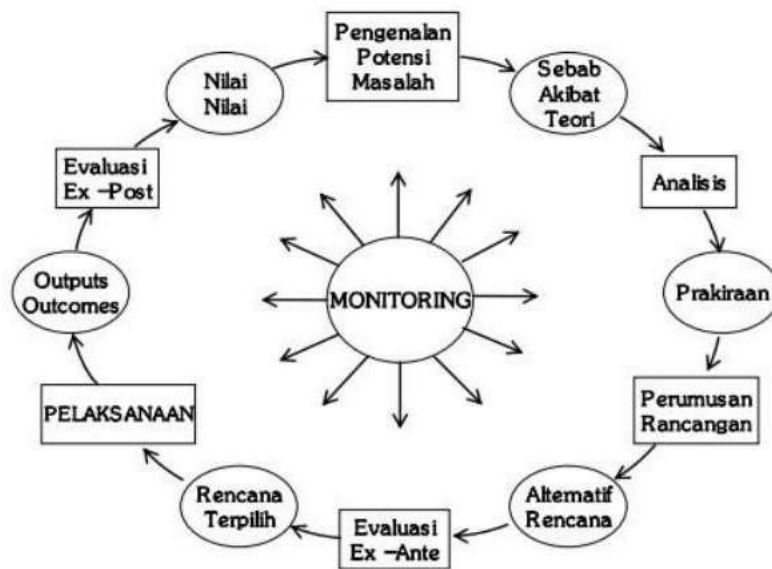 Pengenalan
Potensi
Masalah
Sebab
Akibat
Teori
Analisis
Prakiraan
Perumusan
Rancangan
Alternatif
Rencana
Evaluasi
Ex -Ante
Rencana
Terpilih
PELAKSANAAN
Outputs
Outcomes
Evaluasi
Ex -Post
Nilai
Nilai
MONITORING